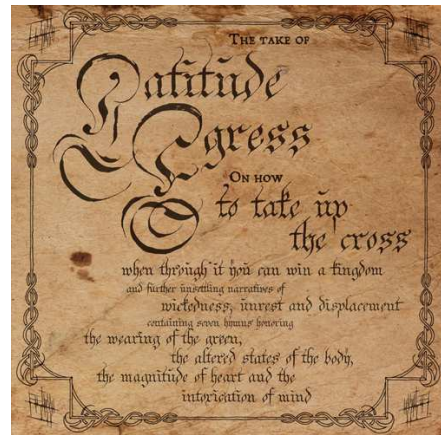 The take of
Latitude
Egress
On how
to take up
the cross
when through it you can win a kingdom
and further unsettling narratives of
wickedness, unrest and displacement
containing seven hymns honoring
the wearing of the green,
the altered states of the body,
the magnitude of heart and the
intoxication of mind